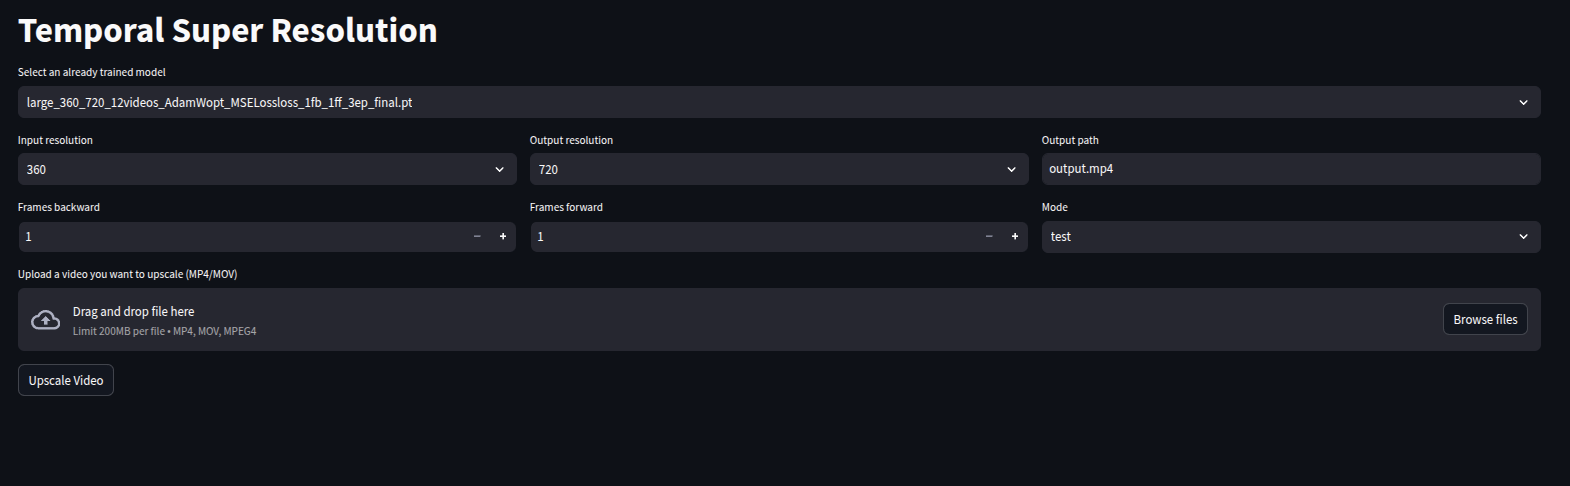 Temporal Super Resolution
Select an already trained model
large_360_720_12videos_AdamWopt_MSELossloss_1fb_1ff_3ep_final.pt
Input resolution
Output resolution
Output path
360
720
output.mp4
Frames backward
Frames forward
Mode
1
1
test
Upload a video you want to upscale (MP4/MOV)
Drag and drop file here
Limit 200MB per file • MP4, MOV, MPEG4
Browse files
Upscale Video